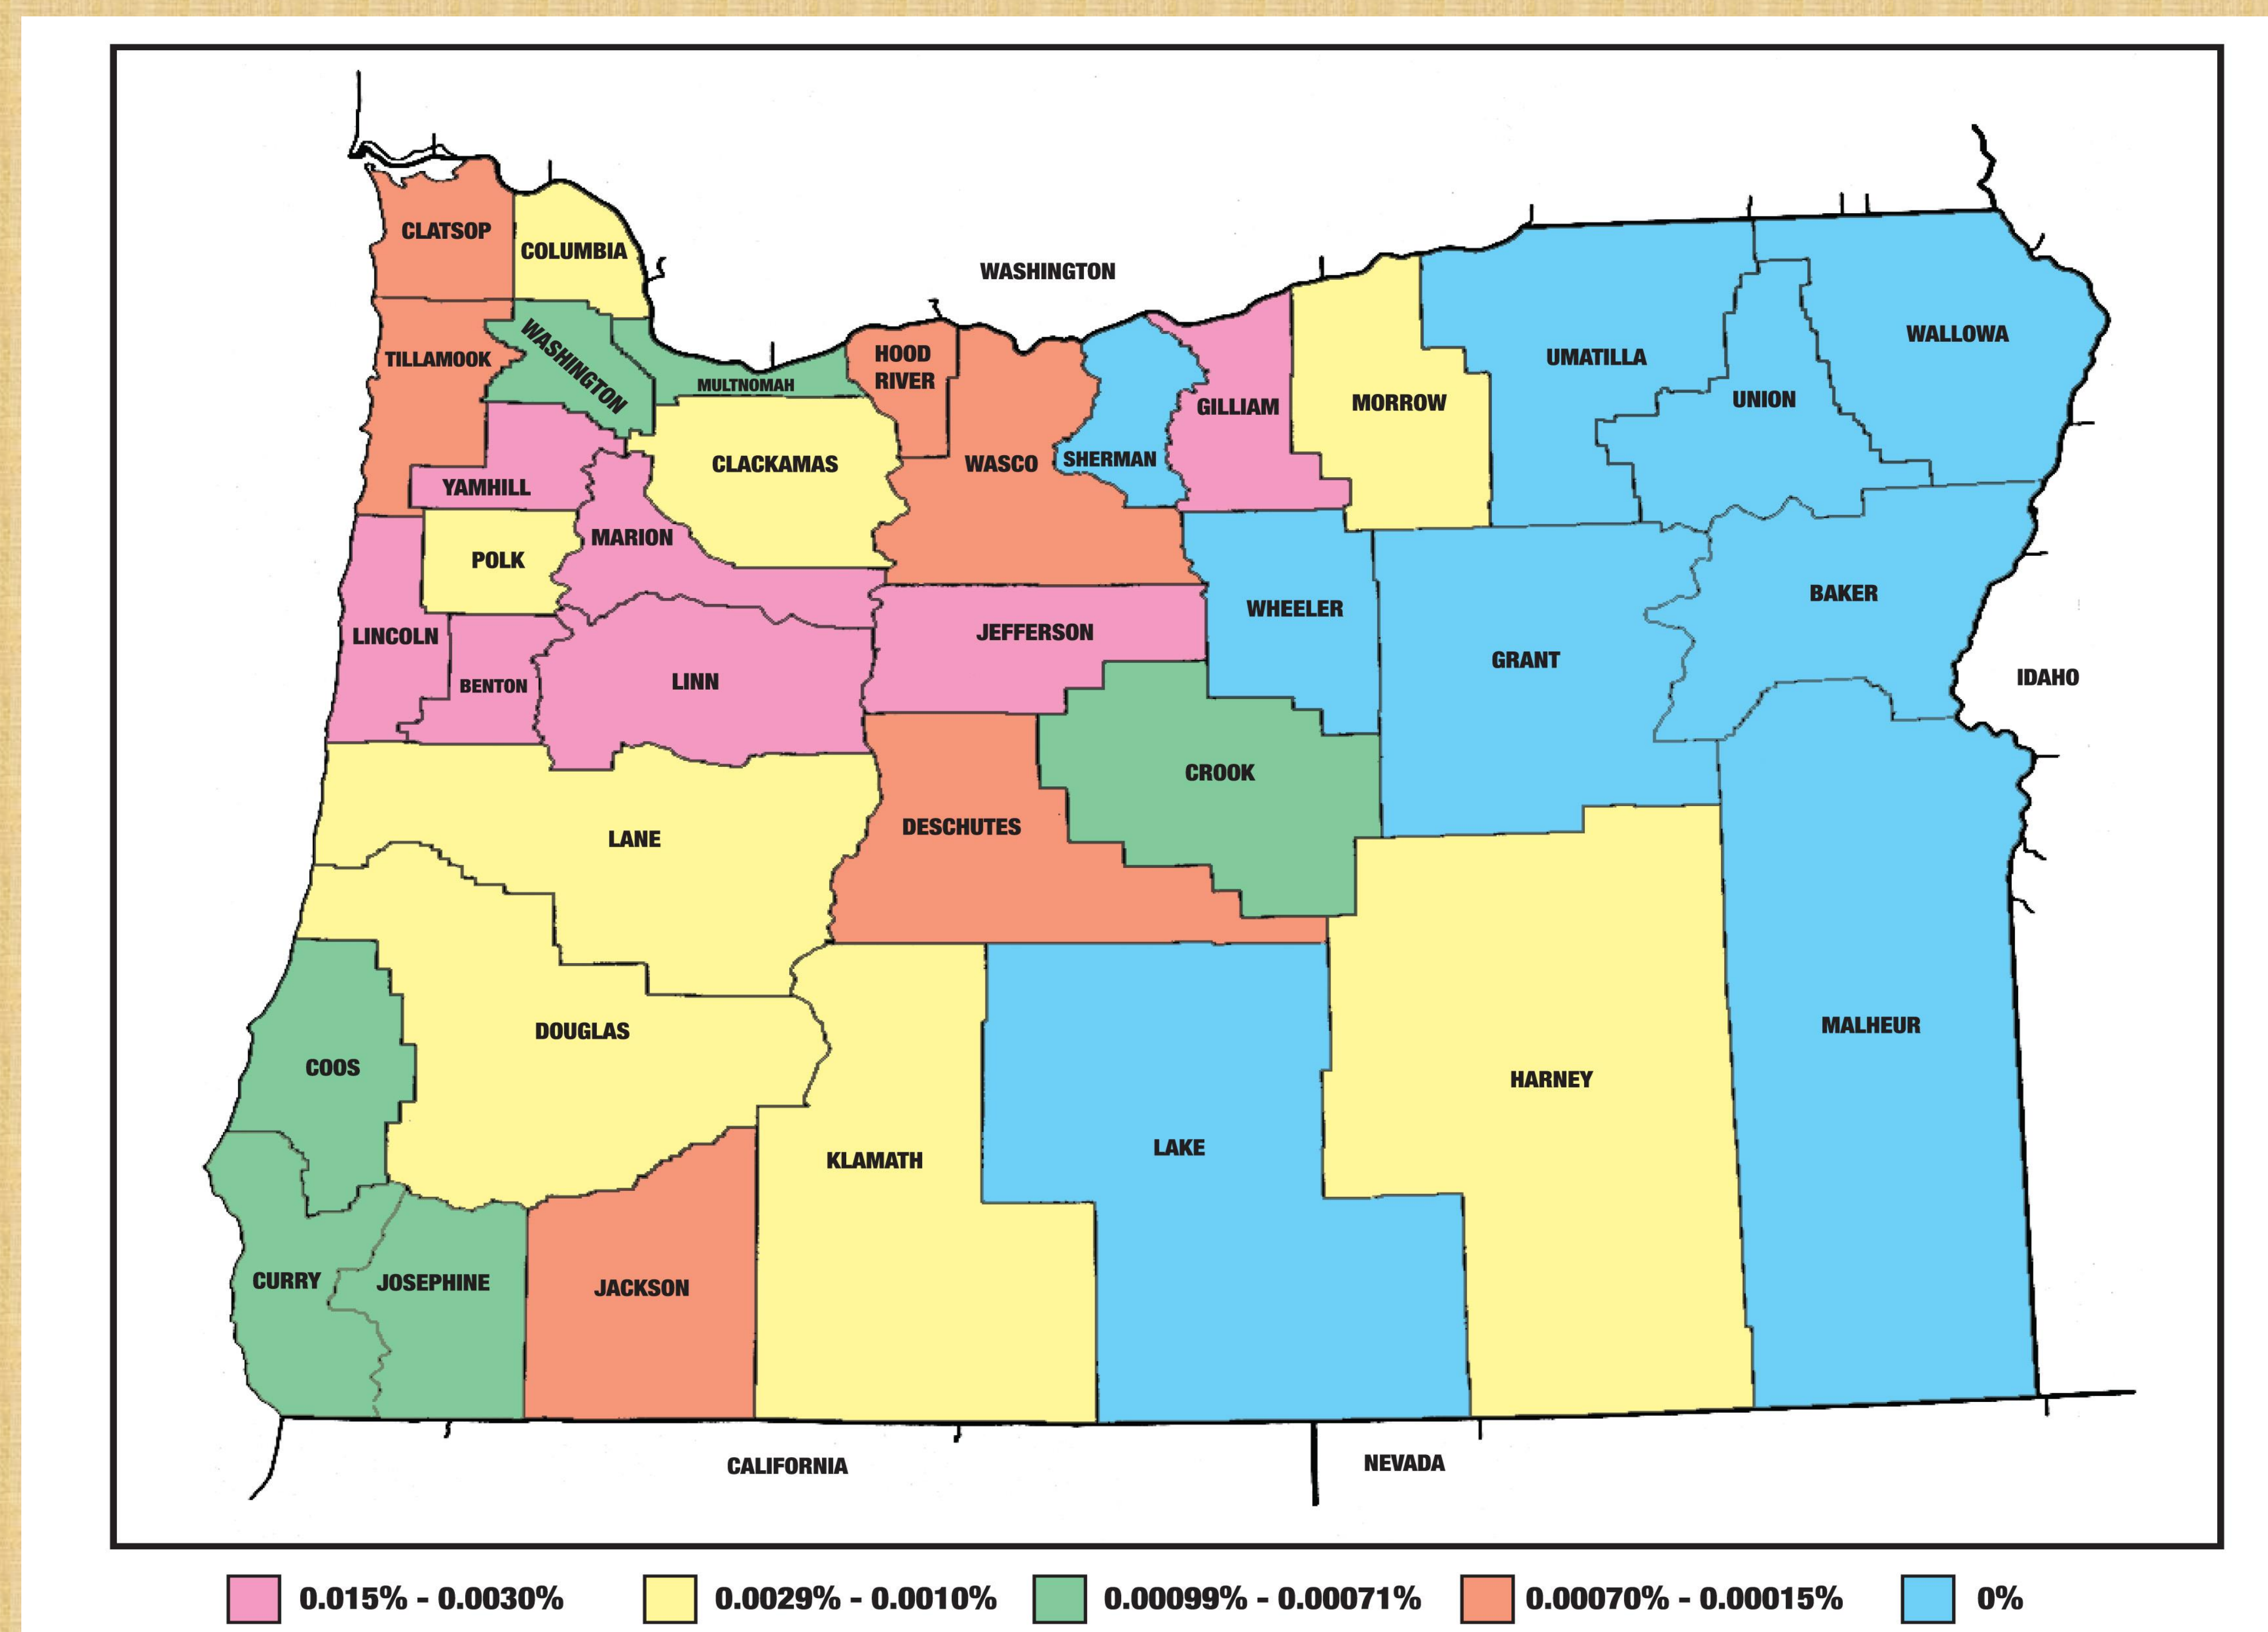 CLATSOP
COLUMBIA
WASHINGTON
TILLAMOOK
WASHINGTON
MULTNOMAH
HOOD
RIVER
WASCO
SHERMAN
GILLIAM
MORROW
UMATILLA
UNION
WALLOWA
YAMHILL
CLACKAMAS
POLK
MARION
LINCOLN
BENTON
LINN
JEFFERSON
WHEELER
GRANT
BAKER
IDAHO
LANE
DESCHUTES
CROOK
COOS
DOUGLAS
KLAMATH
LAKE
HARNEY
MALHEUR
CURRY
JOSEPHINE
JACKSON
CALIFORNIA
NEVADA
0.015% - 0.0030%
0.0029% - 0.0010%
0.00099% - 0.00071%
0.00070% - 0.00015%
0%